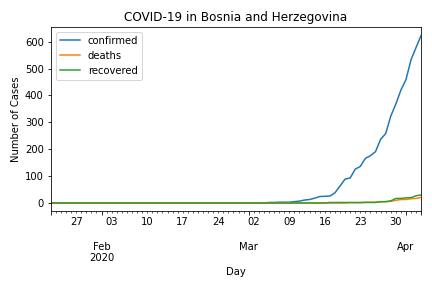 COVID-19 in Bosnia and Herzegovina
confirmed
deaths
recovered
Number of Cases
600
500
400
300
200
100
0
27 03 10 17 24 02 09 16 23 30
Feb Mar Apr
2020
Day